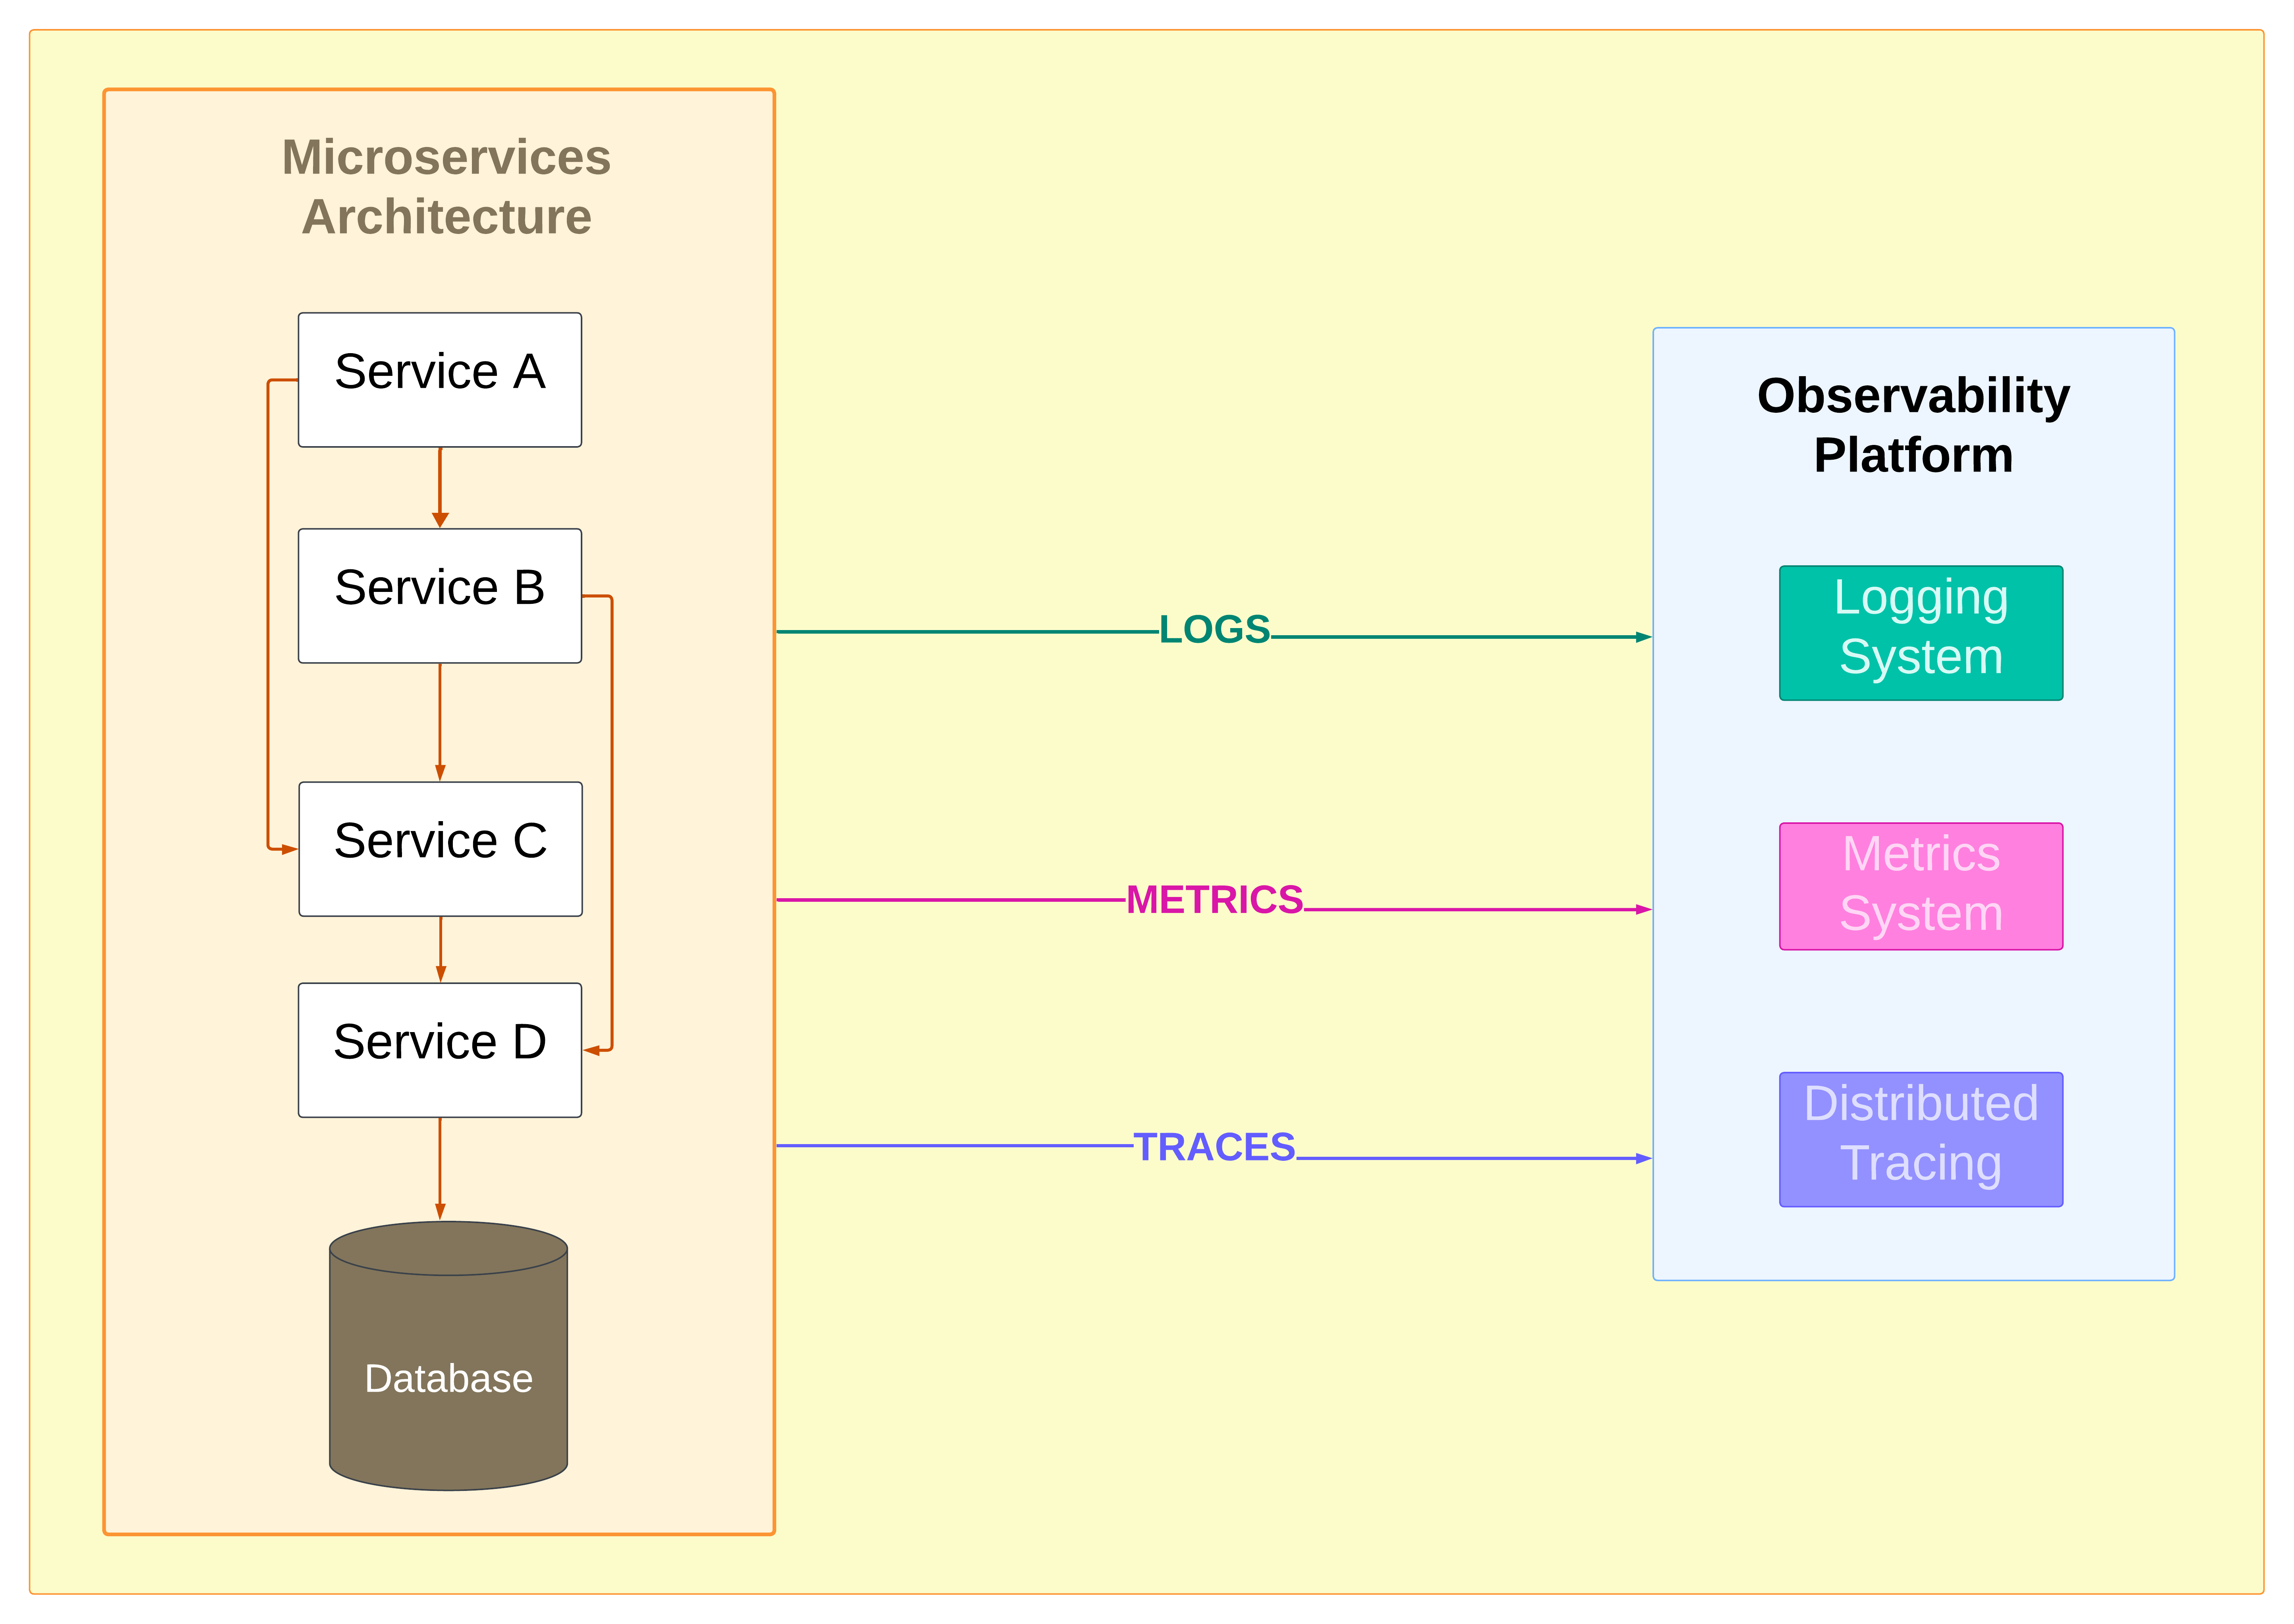 Microservices
Architecture
Service A
Service B
Service C
Service D
Database
LOGS
METRICS
TRACES
Observability
Platform
Logging
System
Metrics
System
Distributed
Tracing